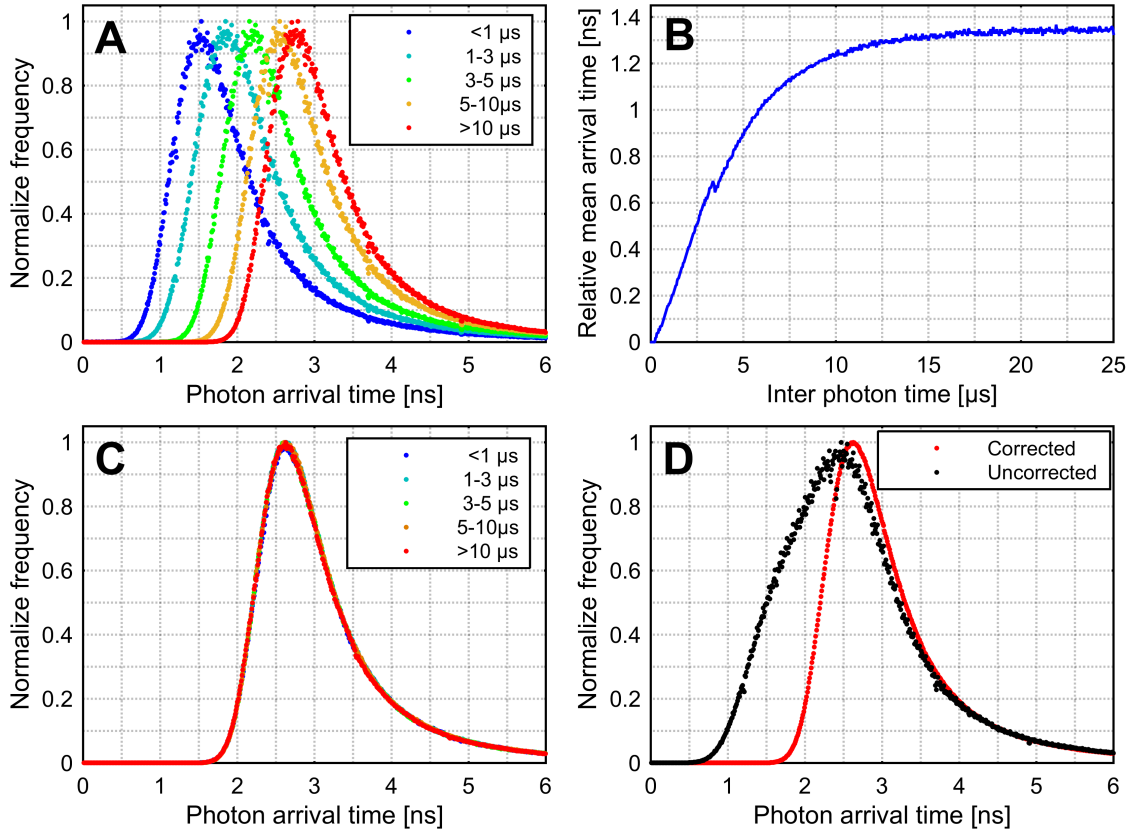 A
<1 µs
1-3 µs
3-5 µs
5-10µs
>10 µs
Normalize frequency
1
0.8
0.6
0.4
0.2
0
0 1 2 3 4 5 6
Photon arrival time [ns]
B
Relative mean arrival time [ns]
1.4
1.2
1
0.8
0.6
0.4
0.2
0
0 5 10 15 20 25
Inter photon time [µs]
C
<1 µs
1-3 µs
3-5 µs
5-10µs
>10 µs
Normalize frequency
1
0.8
0.6
0.4
0.2
0
0 1 2 3 4 5 6
Photon arrival time [ns]
D
Corrected
Uncorrected
Normalize frequency
1
0.8
0.6
0.4
0.2
0
0 1 2 3 4 5 6
Photon arrival time [ns]